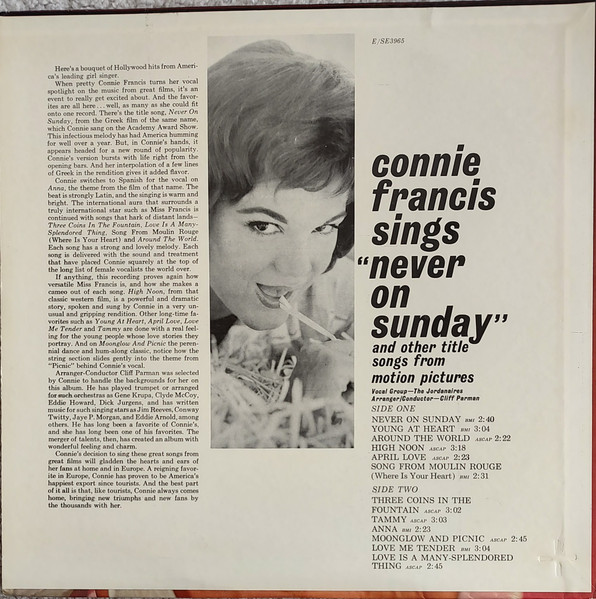 E/SE3965
Here's a bouquet of Hollywood hits from Ameri-
ca's leading girl singer.
When pretty Connie Francis turns her vocal
spotlight on the music from great films, it's an
event to really get excited about. And the favor-
ites are all here . . . well, as many as she could fit
onto one record. There's the title song, Never On
Sunday, from the Greek film of the same name,
which Connie sang on the Academy Award Show.
This infectious melody has had America humming
for well over a year. But, in Connie's hands, it
appears headed for a new round of popularity.
Connie's version bursts with life right from the
opening bars. And her interpolation of a few lines
of Greek in the rendition gives it added flavor.
Connie switches to Spanish for the vocal on
Anna, the theme from the film of that name. The
beat is strongly Latin, and the singing is warm and
bright. The international aura that surrounds a
truly international star such as Miss Francis is
continued with songs that hark of distant lands—
Three Coins In The Fountain, Love Is A Many-
Splendored Thing, Song From Moulin Rouge
(Where Is Your Heart) and Around The World.
Each song has a strong and lovely melody. Each
song is delivered with the sound and treatment
that have placed Connie squarely at the top of
the long list of female vocalists the world over.
If anything, this recording proves again how
versatile Miss Francis is, and how she makes a
cameo out of each song. High Noon, from that
classic western film, is a powerful and dramatic
story, spoken and sung by Connie in a very un-
usual and gripping rendition. Other long-time fa-
vorites such as Young At Heart, April Love, Love
Me Tender and Tammy are done with a real feel-
ing for the young people whose love stories they
portray. And on Moonglow And Picnic the peren-
nial dance and hum-along classic, notice how the
string section slides gently into the theme from
"Picnic" behind Connie's vocal.
Arranger-Conductor Cliff Parman was selected
by Connie to handle the backgrounds for her on
this album. He has played trumpet or arranged
for such orchestras as Gene Krupa, Clyde McCoy,
Eddie Howard, Dick Jurgens, and has written
music for such singing stars as Jim Reeves, Conway
Twitty, Jaye P. Morgan, and Eddie Arnold, among
others. He has long been a favorite of Connie's,
and she has long been one of his favorites. The
merger of talents, then, has created an album with
wonderful feeling and charm.
Connie's decision to sing these great songs from
great films will gladden the hearts and ears of
her fans at home and in Europe. A reigning favor-
ite in Europe, Connie has proven to be America's
happiest export since tourists. And the best part
of it all is that, like tourists, Connie always comes
home, bringing new triumphs and new fans by
the thousands with her.
connie
francis
sings
"never
on
sunday"
and other title
songs from
motion pictures
Vocal Group—The Jordanaires
Arranger/Conductor—Cliff Parman
SIDE ONE
NEVER ON SUNDAY BMI 2:40
YOUNG AT HEART BMI 3:04
AROUND THE WORLD ASCAP 2:22
HIGH NOON ASCAP 3:18
APRIL LOVE ASCAP 2:23
SONG FROM MOULIN ROUGE
(Where Is Your Heart) BMI 2:31
SIDE TWO
THREE COINS IN THE
FOUNTAIN ASCAP 3:02
TAMMY ASCAP 3:03
ANNA BMI 2:23
MOONGLOW AND PICNIC ASCAP 2:45
LOVE ME TENDER BMI 3:04
LOVE IS A MANY-SPLENDORED
THING ASCAP 2:45